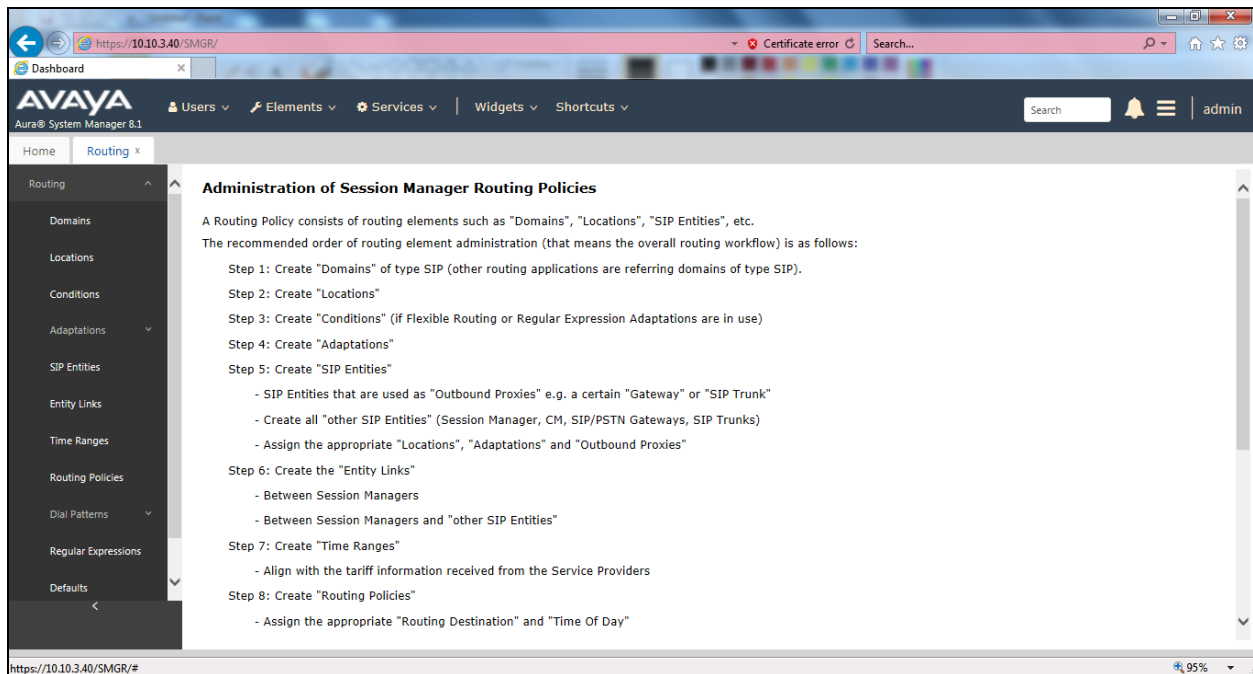 https://10.10.3.40/SMGR/
Certificate error
Search...
Dashboard
AVAYA
Aura® System Manager 8.1
Users
Elements
Services
Widgets
Shortcuts
Search
admin
Home
Routing x
Routing
Domains
Locations
Conditions
Adaptations
SIP Entities
Entity Links
Time Ranges
Routing Policies
Dial Patterns
Regular Expressions
Defaults
Administration of Session Manager Routing Policies
A Routing Policy consists of routing elements such as "Domains", "Locations", "SIP Entities", etc.
The recommended order of routing element administration (that means the overall routing workflow) is as follows:
Step 1: Create "Domains" of type SIP (other routing applications are referring domains of type SIP).
Step 2: Create "Locations"
Step 3: Create "Conditions" (if Flexible Routing or Regular Expression Adaptations are in use)
Step 4: Create "Adaptations"
Step 5: Create "SIP Entities"
- SIP Entities that are used as "Outbound Proxies" e.g. a certain "Gateway" or "SIP Trunk"
- Create all "other SIP Entities" (Session Manager, CM, SIP/PSTN Gateways, SIP Trunks)
- Assign the appropriate "Locations", "Adaptations" and "Outbound Proxies"
Step 6: Create the "Entity Links"
- Between Session Managers
- Between Session Managers and "other SIP Entities"
Step 7: Create "Time Ranges"
- Align with the tariff information received from the Service Providers
Step 8: Create "Routing Policies"
- Assign the appropriate "Routing Destination" and "Time Of Day"
https://10.10.3.40/SMGR/#
95%